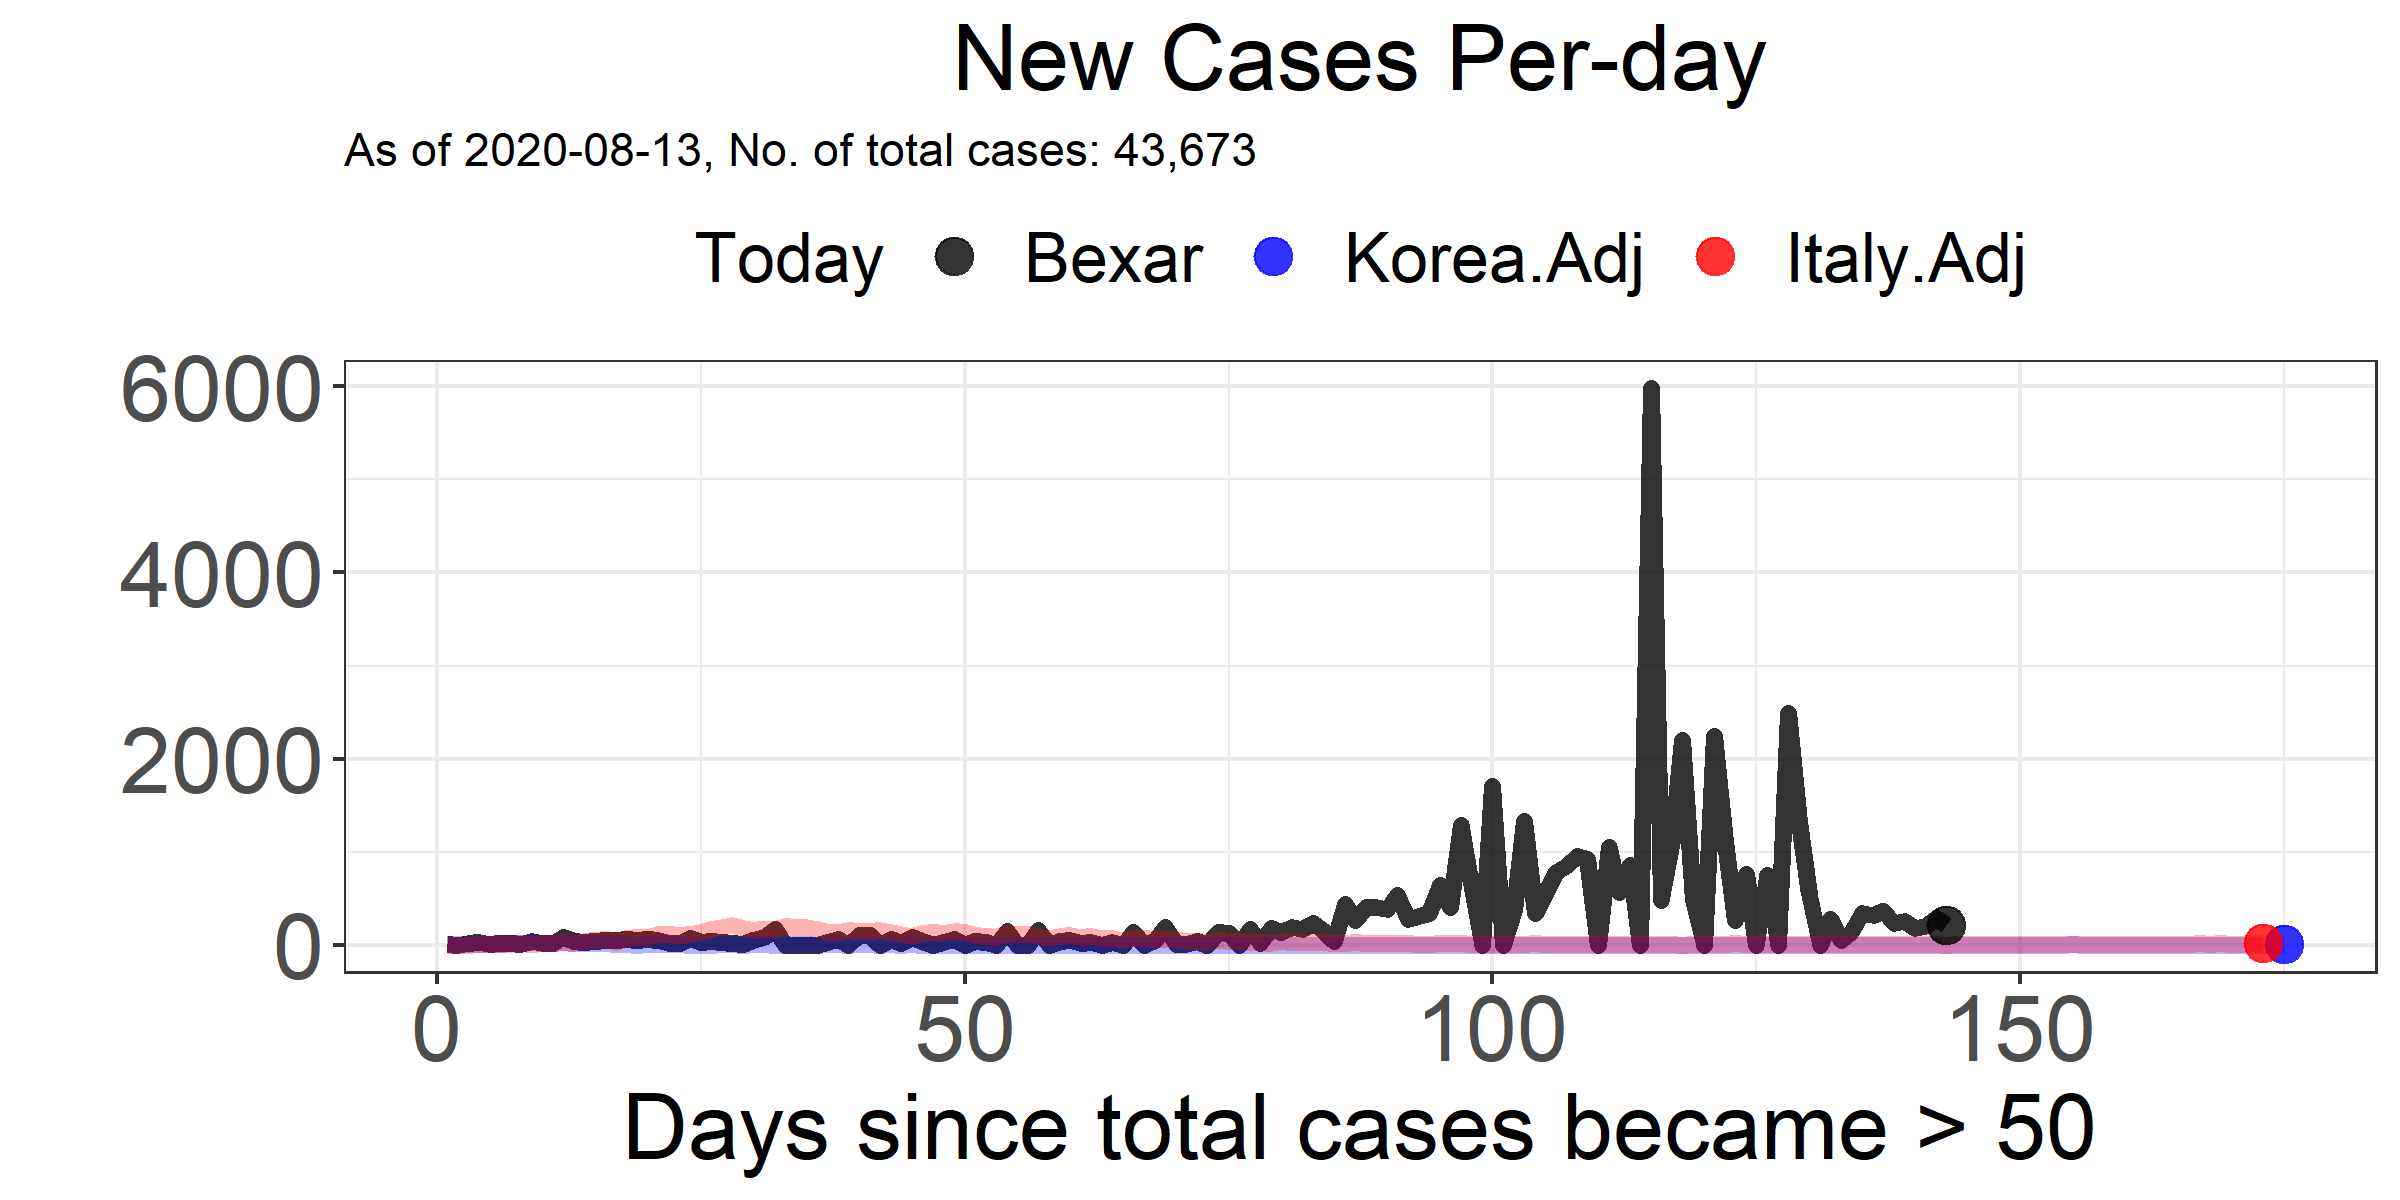 New Cases Per-day
As of 2020-08-13, No. of total cases: 43,673
Today Bexar Korea.Adj Italy.Adj
6000
4000
2000
0
0 50 100 150
Days since total cases became > 50